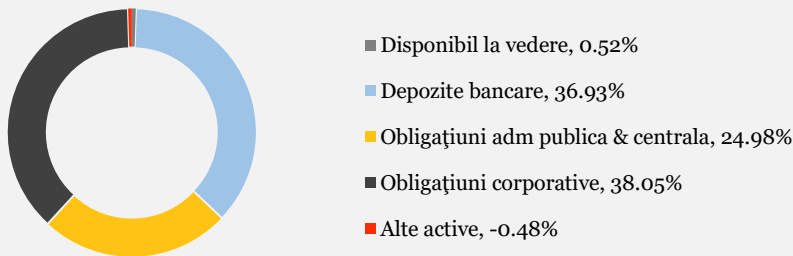 Disponibil la vedere, 0.52%
Depozite bancare, 36.93%
Obligaţiuni adm publica & centrala, 24.98%
Obligaţiuni corporative, 38.05%
Alte active, -0.48%